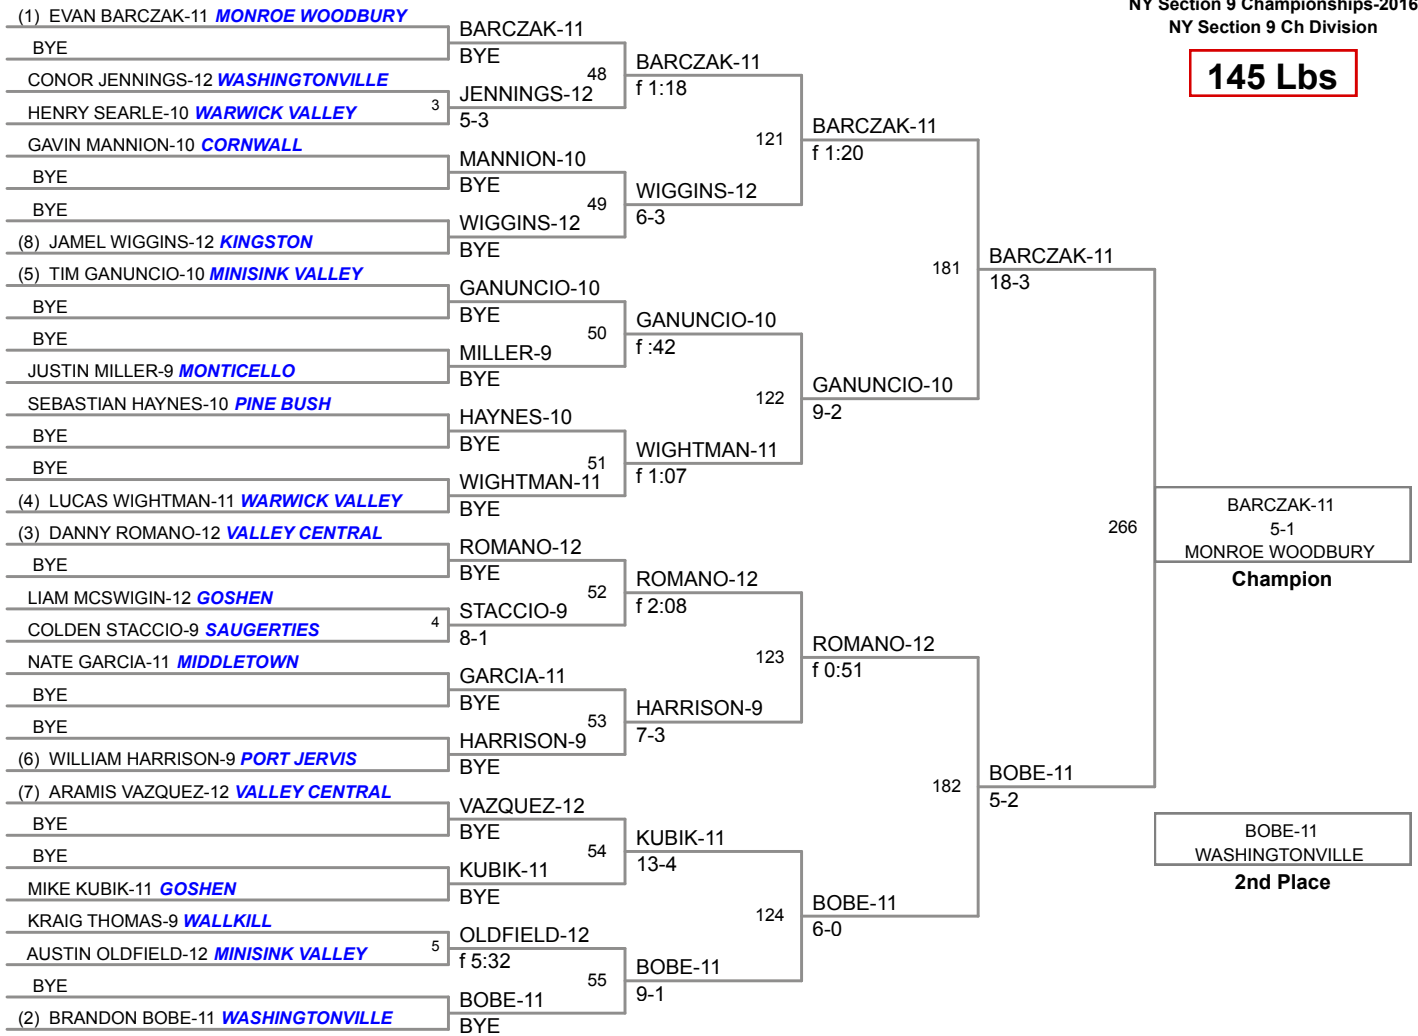 NY Section 9 Championships-2016
NY Section 9 Ch Division
145 Lbs
(1) EVAN BARCZAK-11 MONROE WOODBURY
BYE
CONOR JENNINGS-12 WASHINGTONVILLE
HENRY SEARLE-10 WARWICK VALLEY
GAVIN MANNION-10 CORNWALL
BYE
BYE
(8) JAMEL WIGGINS-12 KINGSTON
(5) TIM GANUNCIO-10 MINISINK VALLEY
BYE
BYE
JUSTIN MILLER-9 MONTICELLO
SEBASTIAN HAYNES-10 PINE BUSH
BYE
BYE
(4) LUCAS WIGHTMAN-11 WARWICK VALLEY
(3) DANNY ROMANO-12 VALLEY CENTRAL
BYE
LIAM MCSWIGIN-12 GOSHEN
COLDEN STACCIO-9 SAUGERTIES
NATE GARCIA-11 MIDDLETOWN
BYE
BYE
(6) WILLIAM HARRISON-9 PORT JERVIS
(7) ARAMIS VAZQUEZ-12 VALLEY CENTRAL
BYE
BYE
MIKE KUBIK-11 GOSHEN
KRAIG THOMAS-9 WALLKILL
AUSTIN OLDFIELD-12 MINISINK VALLEY
BYE
(2) BRANDON BOBE-11 WASHINGTONVILLE
3
4
5
BARCZAK-11
BYE
JENNINGS-12
5-3
MANNION-10
BYE
WIGGINS-12
BYE
GANUNCIO-10
BYE
MILLER-9
BYE
HAYNES-10
BYE
WIGHTMAN-11
BYE
ROMANO-12
BYE
STACCIO-9
8-1
GARCIA-11
BYE
HARRISON-9
BYE
VAZQUEZ-12
BYE
KUBIK-11
BYE
OLDFIELD-12
f 5:32
BOBE-11
BYE
48
49
50
51
52
53
54
55
BARCZAK-11
f 1:18
WIGGINS-12
6-3
GANUNCIO-10
f :42
WIGHTMAN-11
f 1:07
ROMANO-12
f 2:08
HARRISON-9
7-3
KUBIK-11
13-4
BOBE-11
9-1
121
122
123
124
BARCZAK-11
f 1:20
GANUNCIO-10
9-2
ROMANO-12
f 0:51
BOBE-11
6-0
181
182
BARCZAK-11
18-3
BOBE-11
5-2
266
BARCZAK-11
5-1
MONROE WOODBURY
Champion
BOBE-11
WASHINGTONVILLE
2nd Place